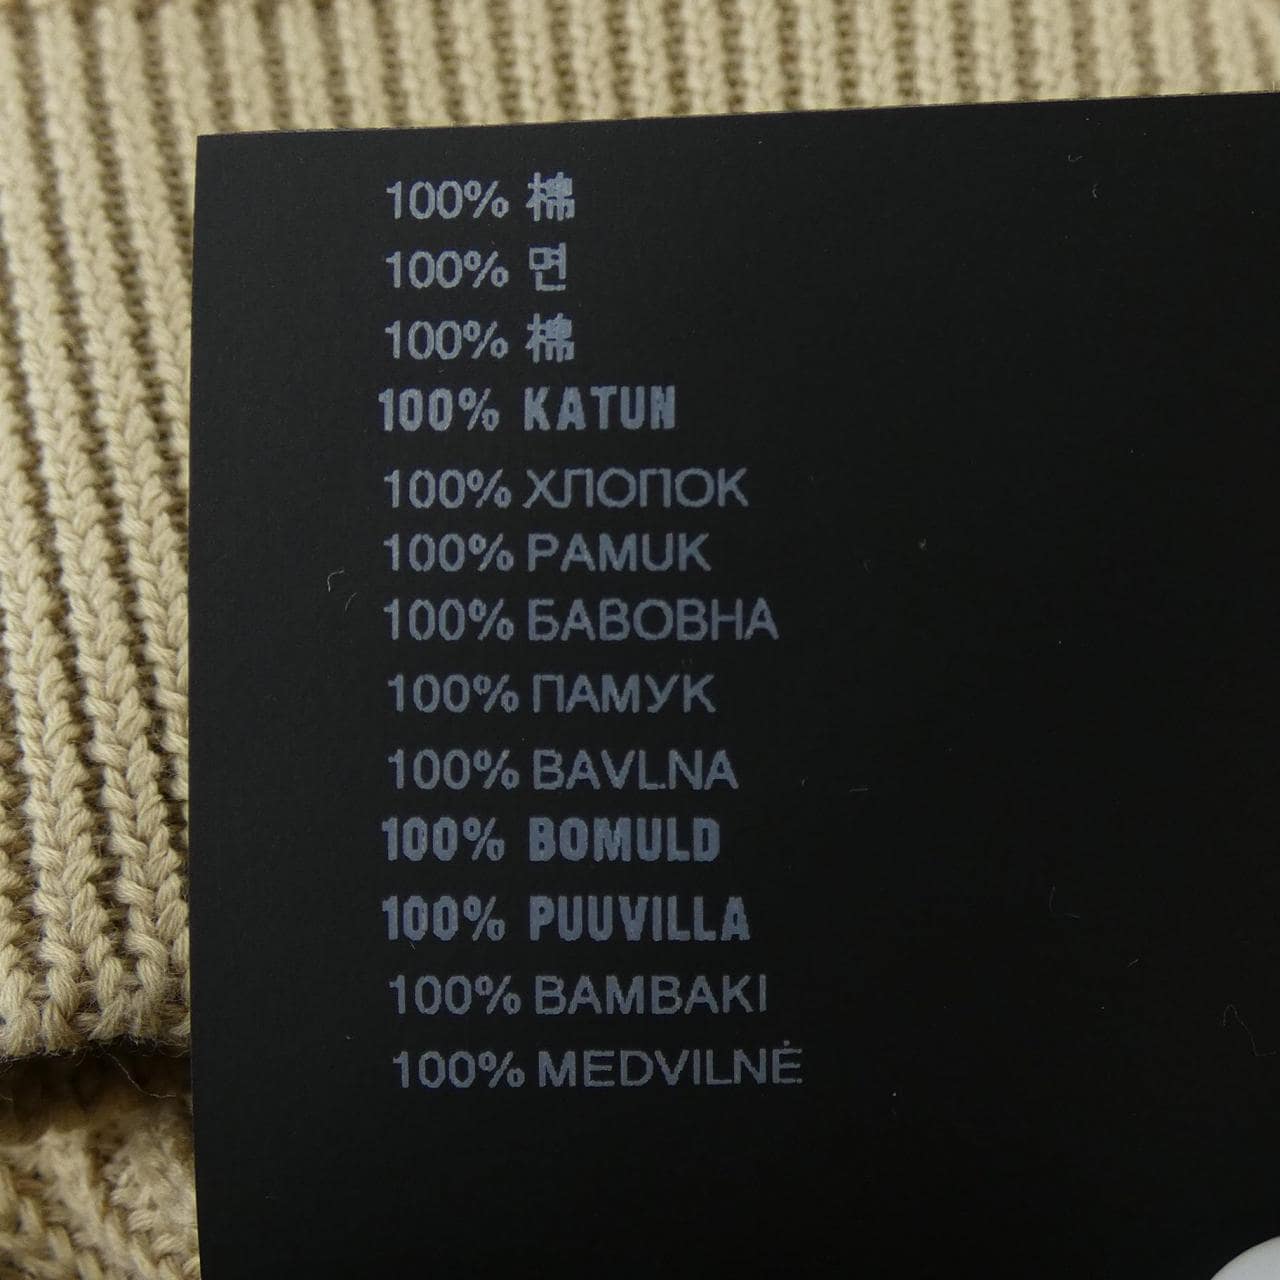 100% 棉
100% 면
100% 棉
100% KATUN
100% ХЛОПОК
100% PAMUK
100% БАВОВНА
100% ПАМУК
100% BAVLNA
100% BOMULD
100% PUUVILLA
100% BAMBAKI
100% MEDVILNĖ